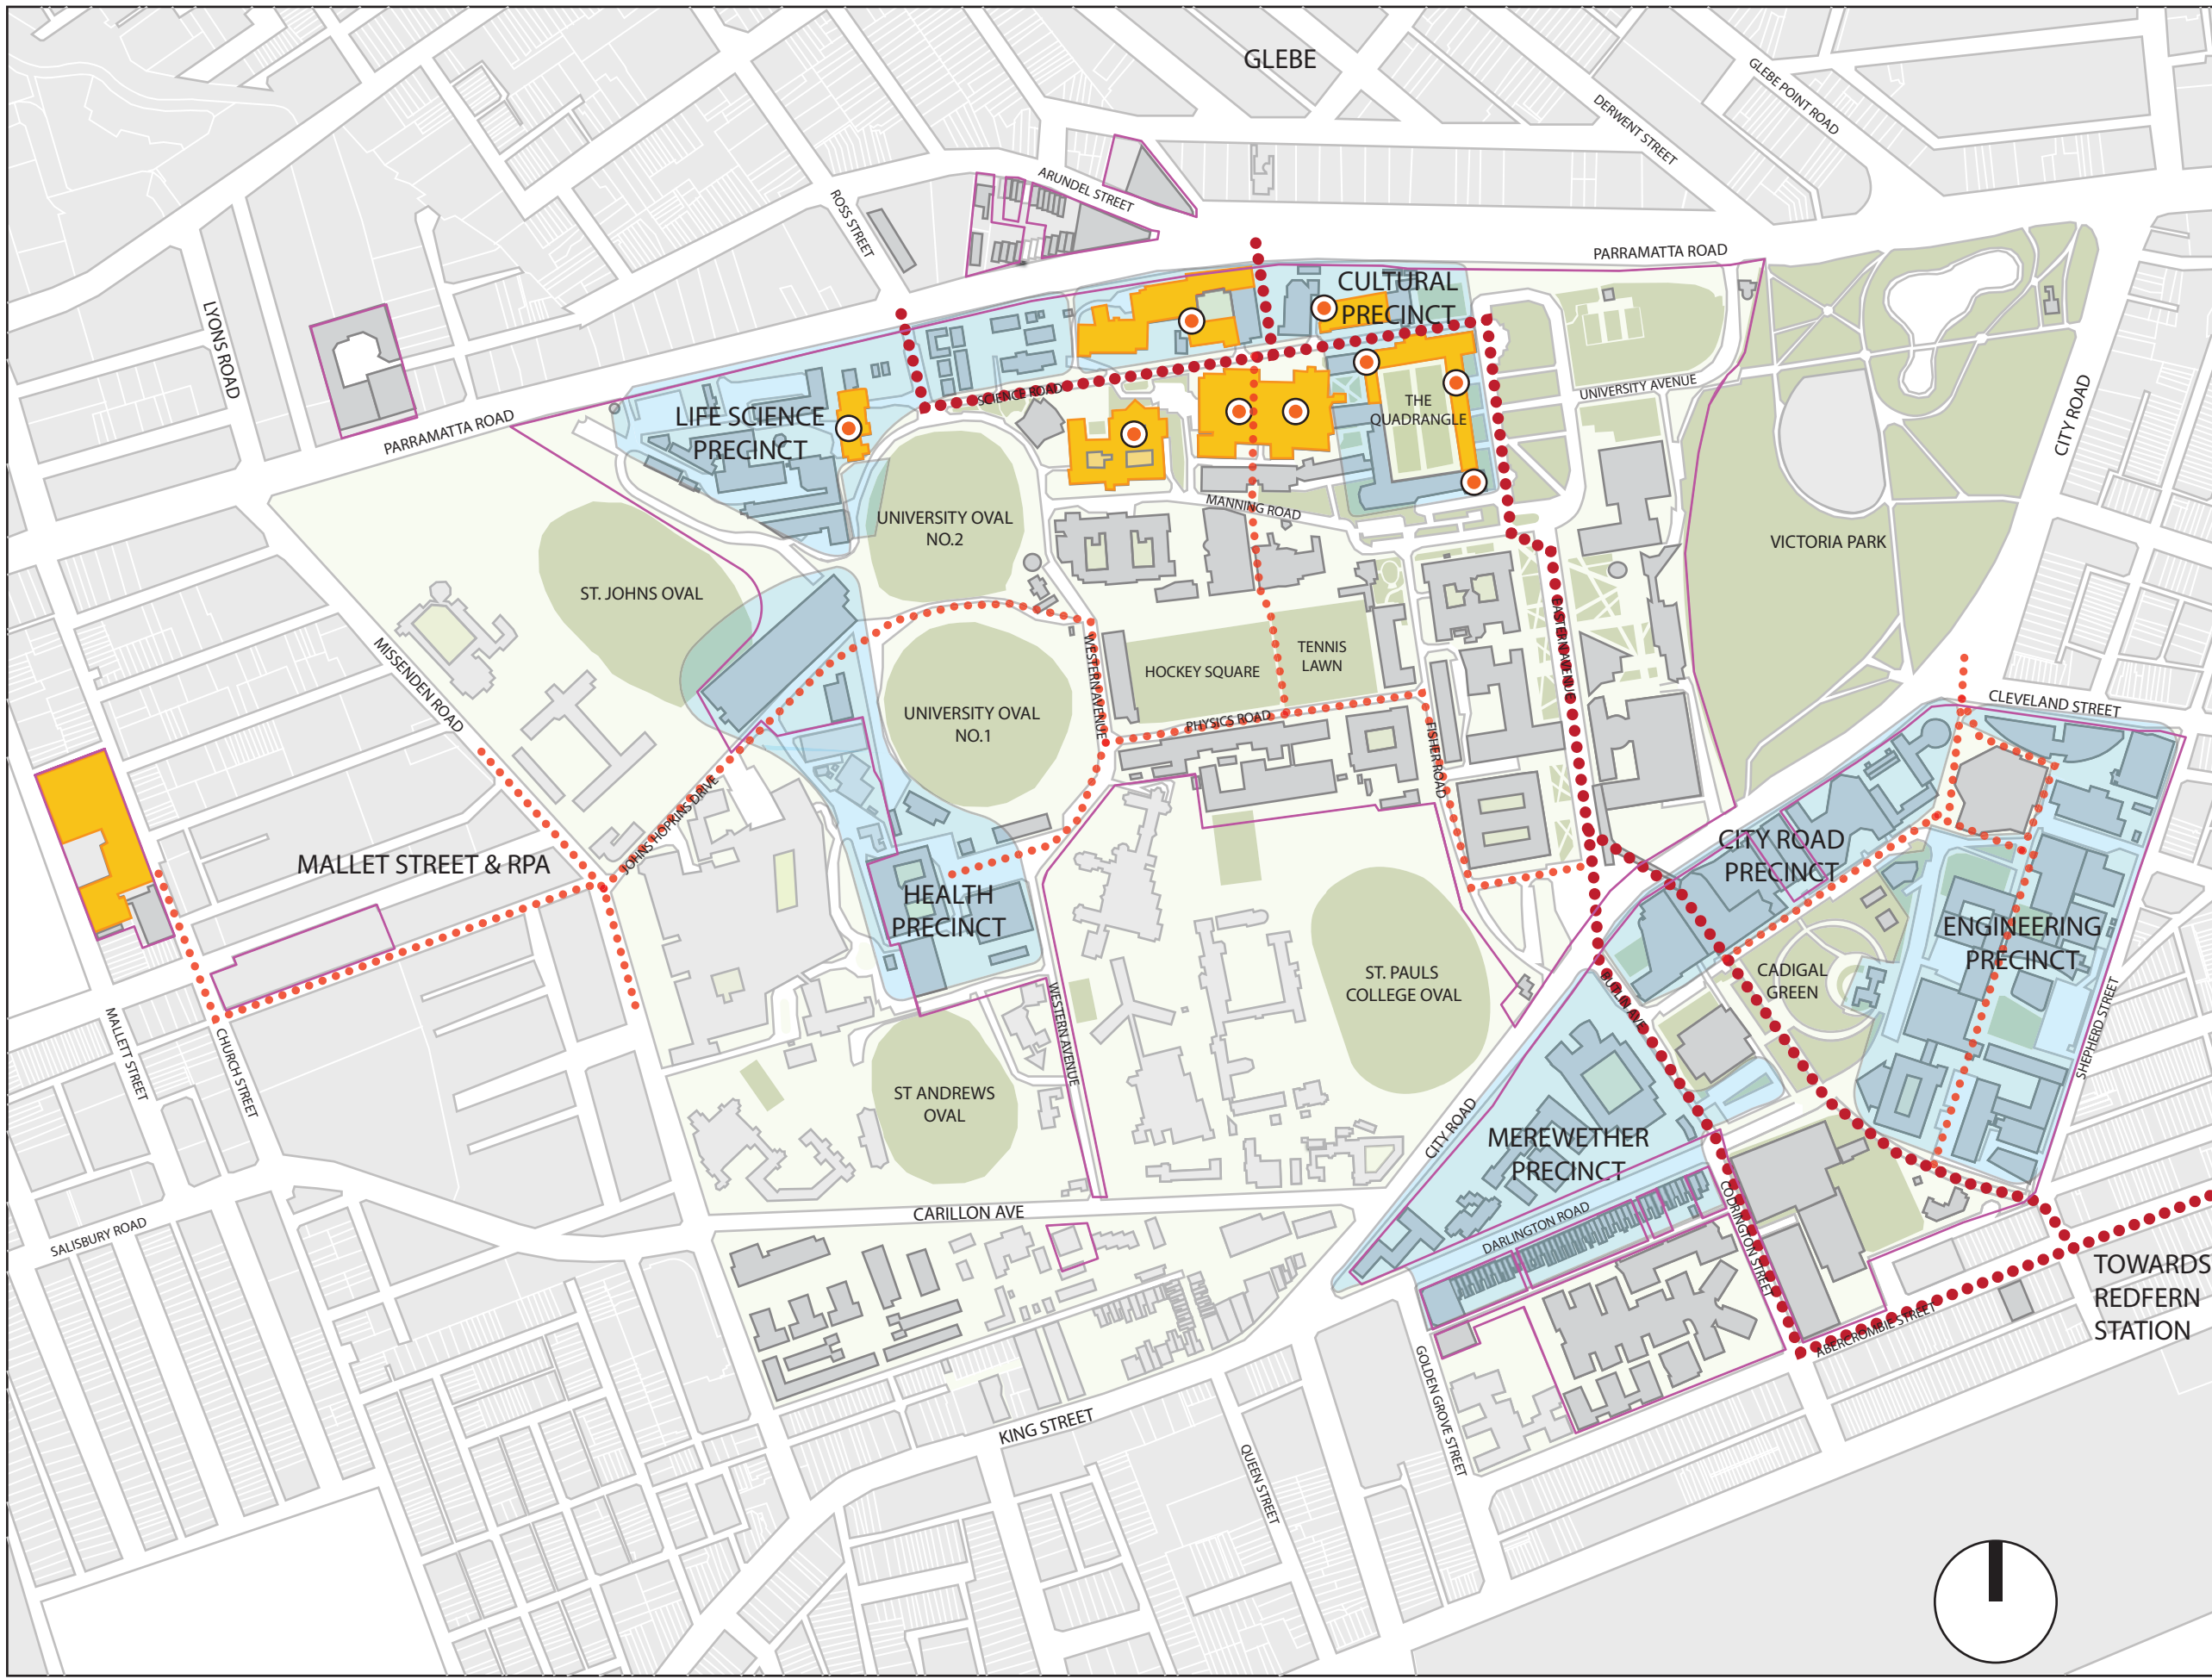 GLEBE
GLEBE POINT ROAD
DERWENT STREET
ARUNDEL STREET
ROSS STREET
PARRAMATTA ROAD
CULTURAL
PRECINCT
LYONS ROAD
PARRAMATTA ROAD
LIFE SCIENCE
PRECINCT
SCIENCE ROAD
THE
QUADRANGLE
UNIVERSITY AVENUE
CITY ROAD
UNIVERSITY OVAL
NO.2
MANNING ROAD
VICTORIA PARK
ST. JOHNS OVAL
MISSENDEN ROAD
WESTERN AVENUE
HOCKEY SQUARE
TENNIS
LAWN
EASTERN AVENUE
UNIVERSITY OVAL
NO.1
PHYSICS ROAD
FISHER ROAD
CLEVELAND STREET
JOHNS HOPKINS DRIVE
MALLET STREET & RPA
CITY ROAD
PRECINCT
HEALTH
PRECINCT
ENGINEERING
PRECINCT
ST. PAULS
COLLEGE OVAL
CADIGAL
GREEN
BUTLIN AVE
SHEPHERD STREET
MALLETT STREET
CHURCH STREET
WESTERN AVENUE
ST ANDREWS
OVAL
CITY ROAD
MEREWETHER
PRECINCT
DARLINGTON ROAD
CODRINGTON STREET
SALISBURY ROAD
CARILLON AVE
TOWARDS
REDFERN
STATION
ABERCROMBIE STREET
GOLDEN GROVE STREET
KING STREET
QUEEN STREET